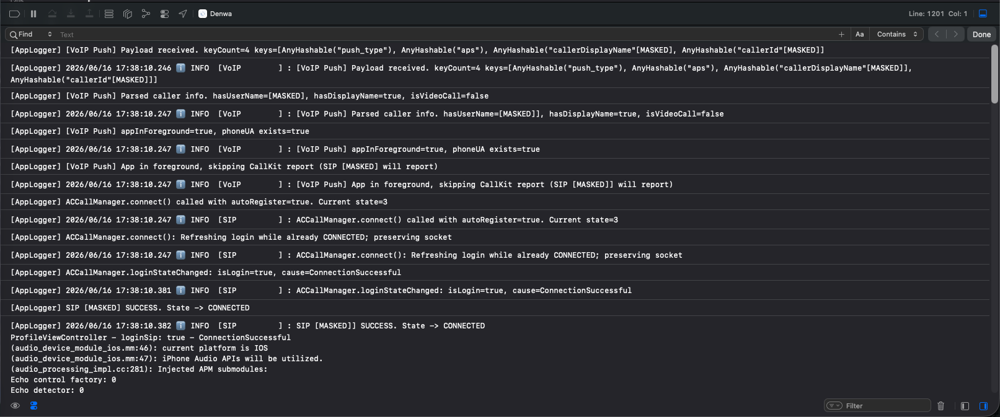 Denwa
Line: 1201 Col: 1
Find Text Aa Contains Done
[AppLogger] [VoIP Push] Payload received. keyCount=4 keys=[AnyHashable("push_type"), AnyHashable("aps"), AnyHashable("callerDisplayName"[MASKED], AnyHashable("callerId"[MASKED]]
[AppLogger] 2026/06/16 17:38:10.246 ℹ️ INFO [VoIP ] : [VoIP Push] Payload received. keyCount=4 keys=[AnyHashable("push_type"), AnyHashable("aps"), AnyHashable("callerDisplayName"[MASKED]],
AnyHashable("callerId"[MASKED]]]
[AppLogger] [VoIP Push] Parsed caller info. hasUserName=[MASKED], hasDisplayName=true, isVideoCall=false
[AppLogger] 2026/06/16 17:38:10.247 ℹ️ INFO [VoIP ] : [VoIP Push] Parsed caller info. hasUserName=[MASKED]], hasDisplayName=true, isVideoCall=false
[AppLogger] [VoIP Push] appInForeground=true, phoneUA exists=true
[AppLogger] 2026/06/16 17:38:10.247 ℹ️ INFO [VoIP ] : [VoIP Push] appInForeground=true, phoneUA exists=true
[AppLogger] [VoIP Push] App in foreground, skipping CallKit report (SIP [MASKED] will report)
[AppLogger] 2026/06/16 17:38:10.247 ℹ️ INFO [VoIP ] : [VoIP Push] App in foreground, skipping CallKit report (SIP [MASKED]] will report)
[AppLogger] ACCallManager.connect() called with autoRegister=true. Current state=3
[AppLogger] 2026/06/16 17:38:10.247 ℹ️ INFO [SIP ] : ACCallManager.connect() called with autoRegister=true. Current state=3
[AppLogger] ACCallManager.connect(): Refreshing login while already CONNECTED; preserving socket
[AppLogger] 2026/06/16 17:38:10.247 ℹ️ INFO [SIP ] : ACCallManager.connect(): Refreshing login while already CONNECTED; preserving socket
[AppLogger] ACCallManager.loginStateChanged: isLogin=true, cause=ConnectionSuccessful
[AppLogger] 2026/06/16 17:38:10.381 ℹ️ INFO [SIP ] : ACCallManager.loginStateChanged: isLogin=true, cause=ConnectionSuccessful
[AppLogger] SIP [MASKED] SUCCESS. State -> CONNECTED
[AppLogger] 2026/06/16 17:38:10.382 ℹ️ INFO [SIP ] : SIP [MASKED]] SUCCESS. State -> CONNECTED
ProfileViewController - loginSip: true - ConnectionSuccessful
(audio_device_module_ios.mm:46): current platform is IOS
(audio_device_module_ios.mm:47): iPhone Audio APIs will be utilized.
(audio_processing_impl.cc:281): Injected APM submodules:
Echo control factory: 0
Echo detector: 0
Filter